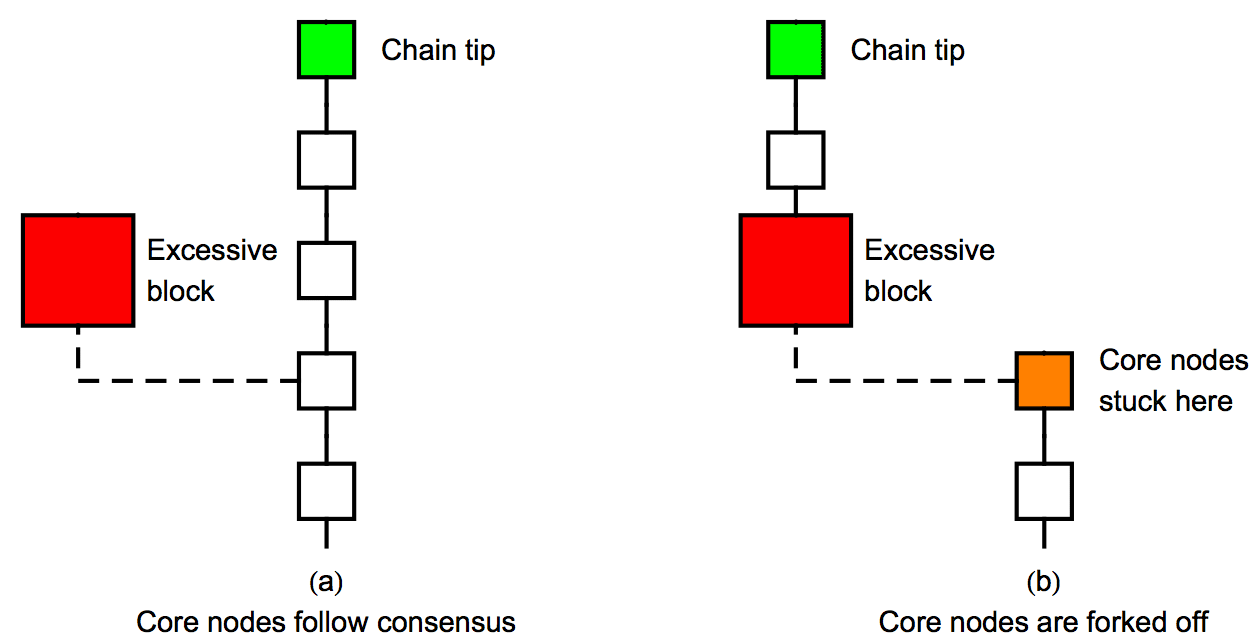 Chain tip
Excessive
block
(a)
Core nodes follow consensus
Chain tip
Excessive
block
Core nodes
stuck here
(b)
Core nodes are forked off